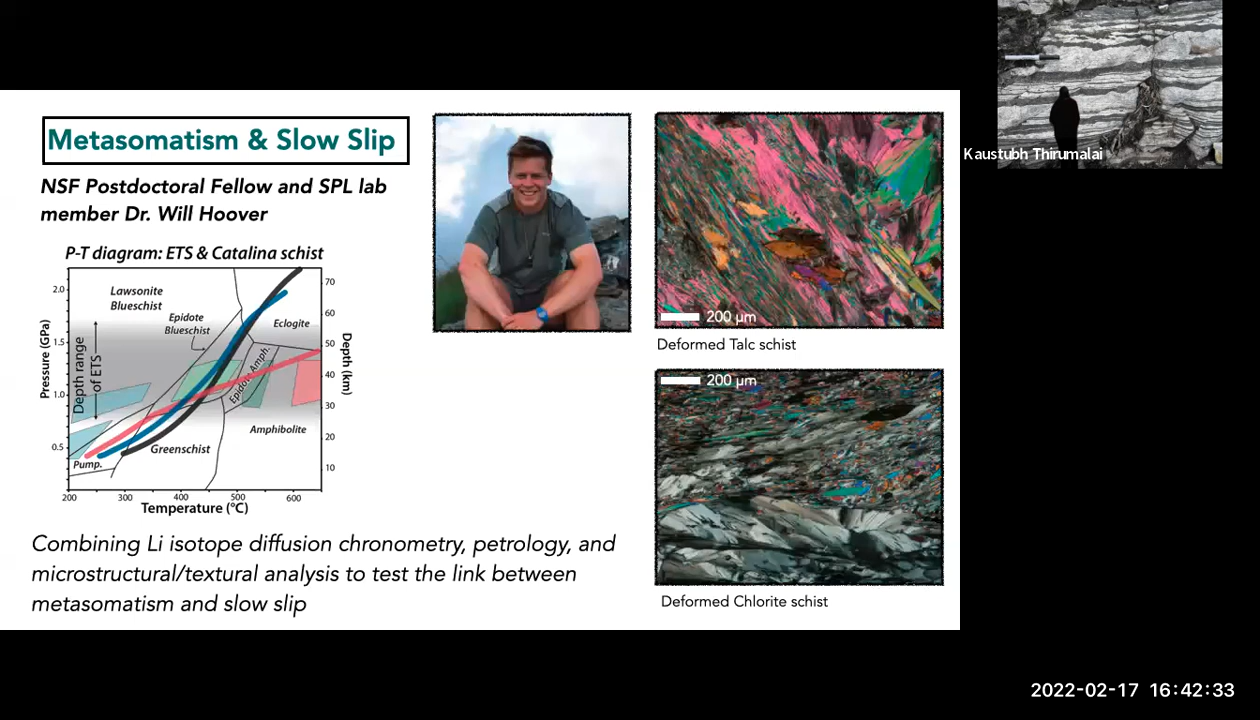 Metasomatism & Slow Slip
NSF Postdoctoral Fellow and SPL lab
member Dr. Will Hoover
P-T diagram: ETS & Catalina schist
Pressure (GPa)
2.0
1.5
1.0
0.5
Lawsonite
Blueschist
Epidote
Blueschist
Eclogite
Depth range
of ETS
Epidote Amph.
Greenschist
Amphibolite
Pump.
70
60
50
40
30
20
10
Depth (km)
200
300
400
500
600
Temperature (°C)
Combining Li isotope diffusion chronometry, petrology, and
microstructural/textural analysis to test the link between
metasomatism and slow slip
200 µm
Deformed Talc schist
200 µm
Deformed Chlorite schist
Kaustubh Thirumalai
2022-02-17 16:42:33